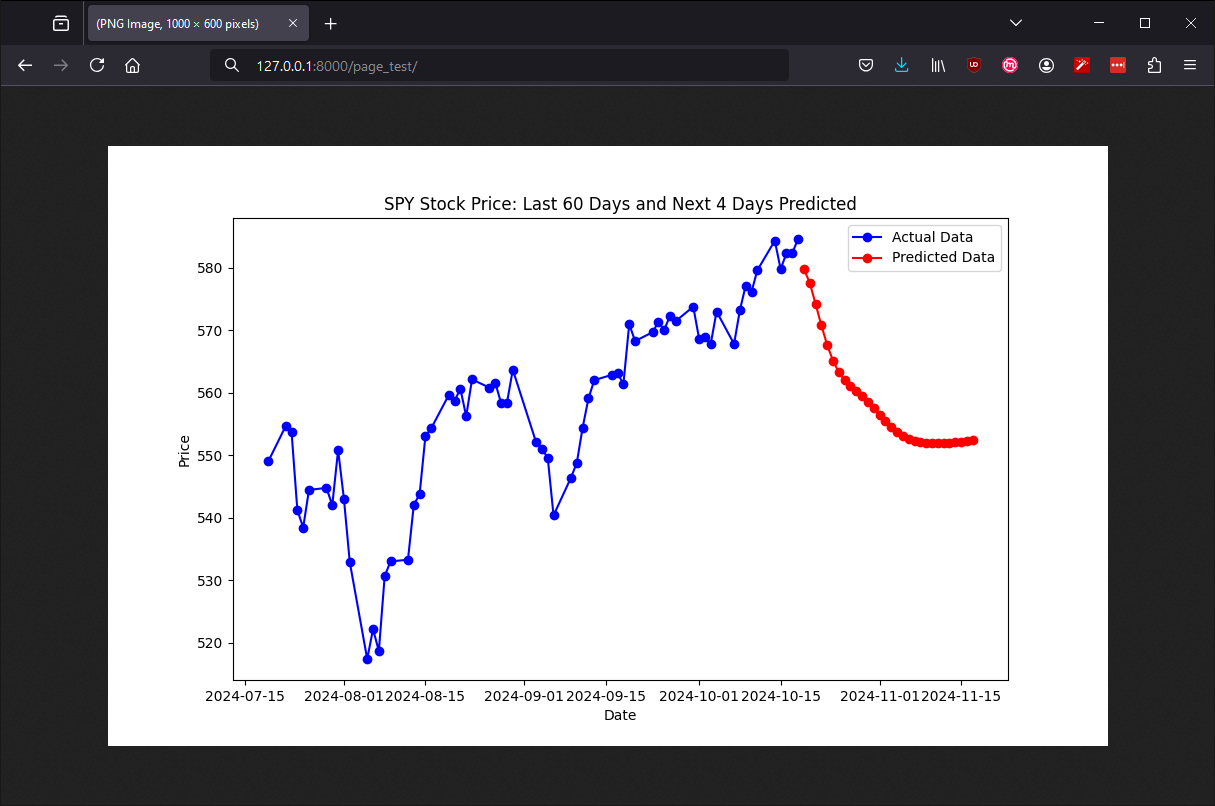 (PNG Image, 1000 × 600 pixels)
127.0.0.1:8000/page_test/
SPY Stock Price: Last 60 Days and Next 4 Days Predicted
Actual Data
Predicted Data
580
570
560
550
540
530
520
Price
2024-07-15 2024-08-01 2024-08-15 2024-09-01 2024-09-15 2024-10-01 2024-10-15 2024-11-01 2024-11-15
Date